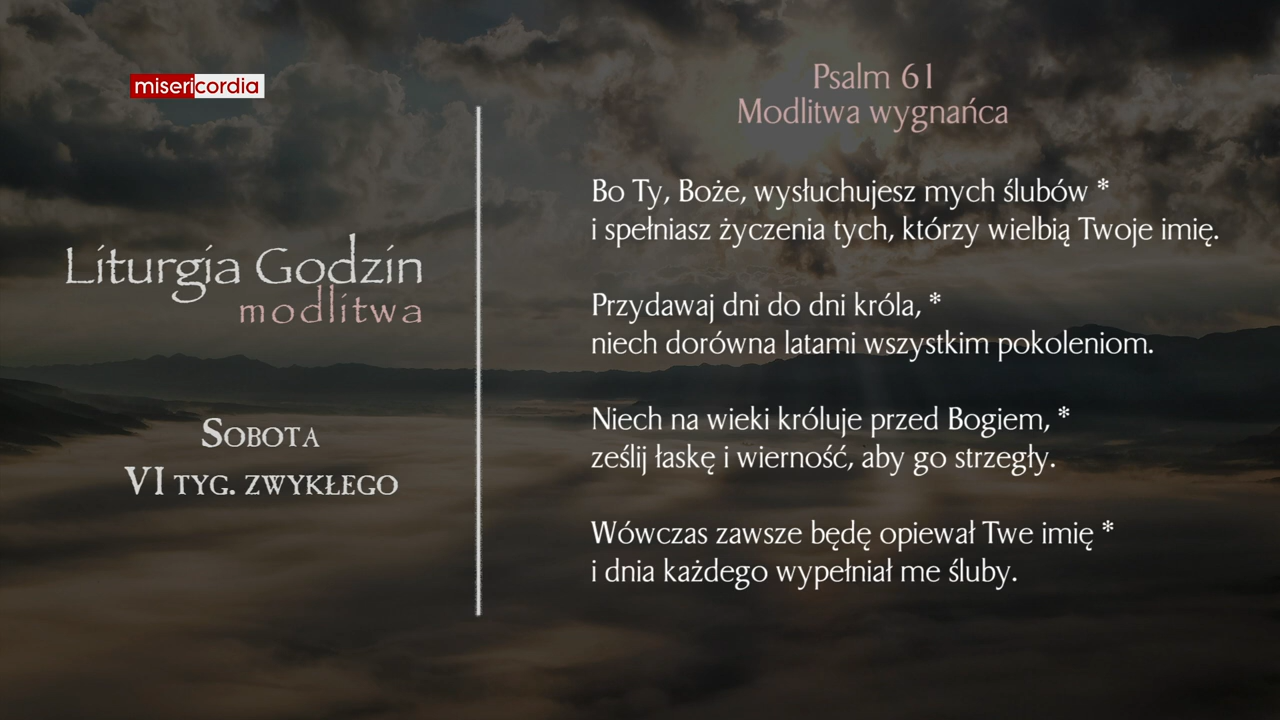 misericordia
Liturgia Godzin
modlitwa
SOBOTA
VI TYG. ZWYKŁEGO
Psalm 61
Modlitwa wygnańca
Bo Ty, Boże, wysłuchujesz mych ślubów *
i spełniasz życzenia tych, którzy wielbią Twoje imię.
Przydawaj dni do dni króla, *
niech dorówna latami wszystkim pokoleniom.
Niech na wieki króluje przed Bogiem, *
ześlij łaskę i wierność, aby go strzegły.
Wówczas zawsze będę opiewał Twe imię *
i dnia każdego wypełniał me śluby.